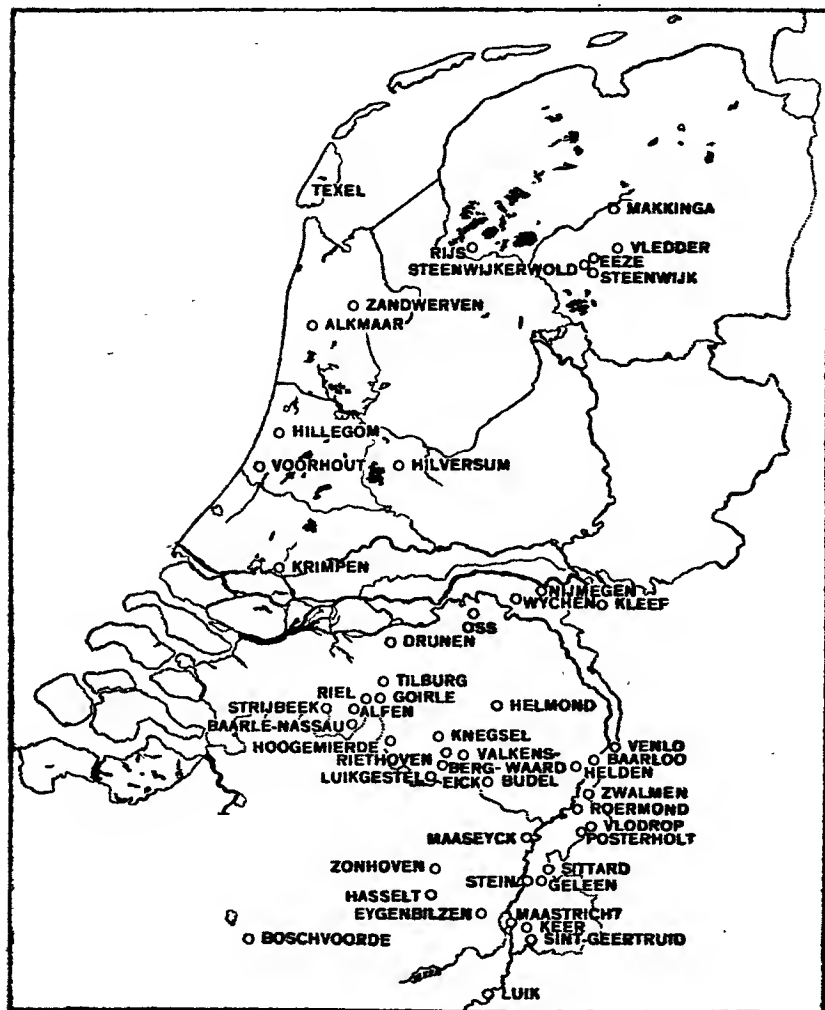 TEXEL
MAKKINGA
RIJS
VLEDDER
EEZE
STEENWIJKERWOLD
STEENWIJK
ZANDWERVEN
ALKMAAR
HILLEGOM
VOORHOUT
HILVERSUM
KRIMPEN
NIJMEGEN
WYCHEN
KLEEF
OSS
DRUNEN
TILBURG
RIEL
GOIRLE
STRIJBEEK
ALFEN
HELMOND
BAARLE-NASSAU
KNEGSEL
HOOGEMIERDE
VENLO
RIETHOVEN
VALKENS-
BAARLOO
BERG-WAARD
HELDEN
LUIKGESTEL
EICK
BUDEL
ZWALMEN
ROERMOND
VLODROP
MAASEYCK
POSTERHOLT
ZONHOVEN
SITTARD
STEIN
GELEEN
HASSELT
EYGENBILZEN
MAASTRICHT
KEER
BOSCHVOORDE
SINT-GEERTRUID
LUIK